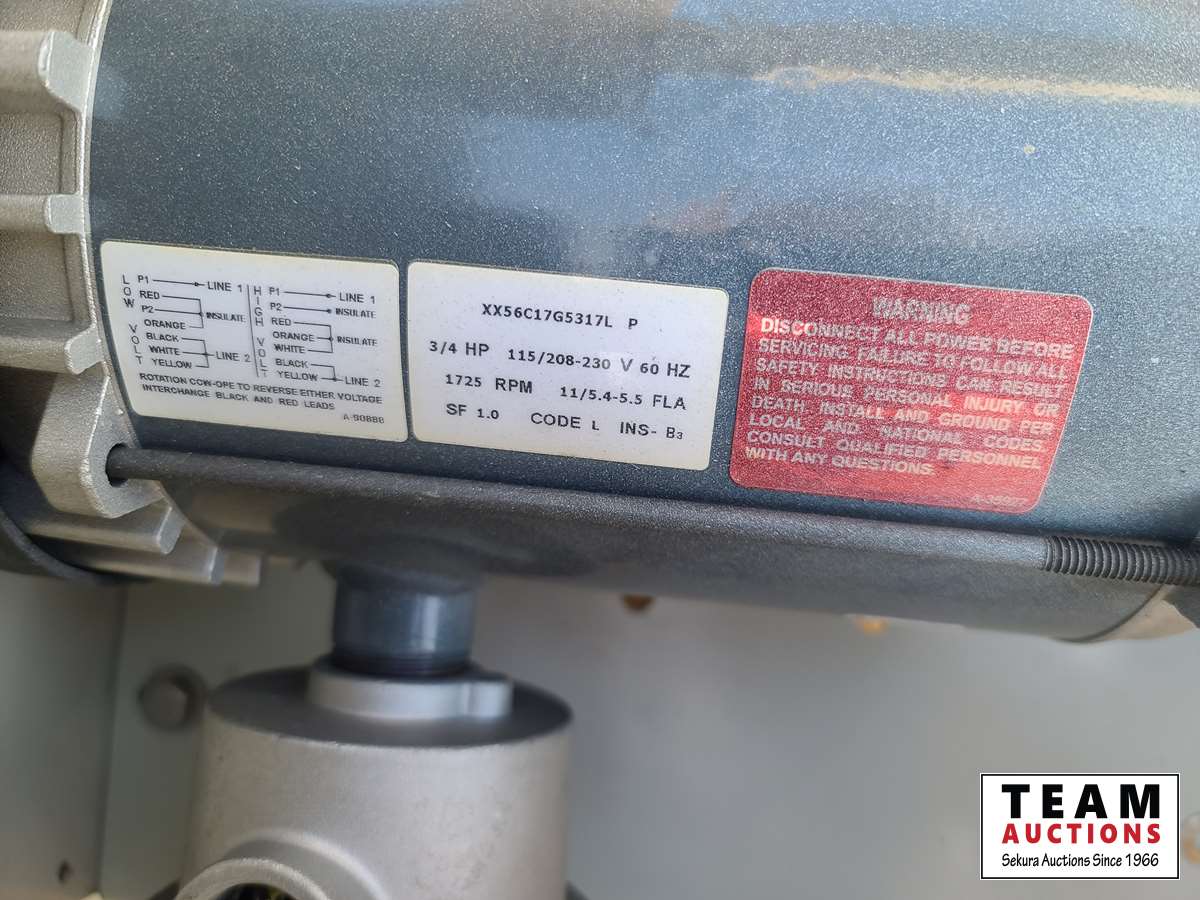 LOW VOLT
P1 LINE 1
RED
P2 INSULATE
ORANGE
BLACK
WHITE LINE 2
YELLOW
HIGH VOLT
P1 LINE 1
P2 INSULATE
RED
ORANGE INSULATE
WHITE
BLACK
YELLOW LINE 2
ROTATION CCW-OPE TO REVERSE EITHER VOLTAGE
INTERCHANGE BLACK AND RED LEADS
XX56C17G5317L P
3/4 HP 115/208-230 V 60 HZ
1725 RPM 11/5.4-5.5 FLA
SF 1.0 CODE L INS- B3
WARNING
DISCONNECT ALL POWER BEFORE
SERVICING. FAILURE TO FOLLOW ALL
SAFETY INSTRUCTIONS CAN RESULT
IN SERIOUS PERSONAL INJURY OR
DEATH. INSTALL AND GROUND PER
LOCAL AND NATIONAL CODES.
CONSULT QUALIFIED PERSONNEL
WITH ANY QUESTIONS.
TEAM
AUCTIONS
Sekura Auctions Since 1966